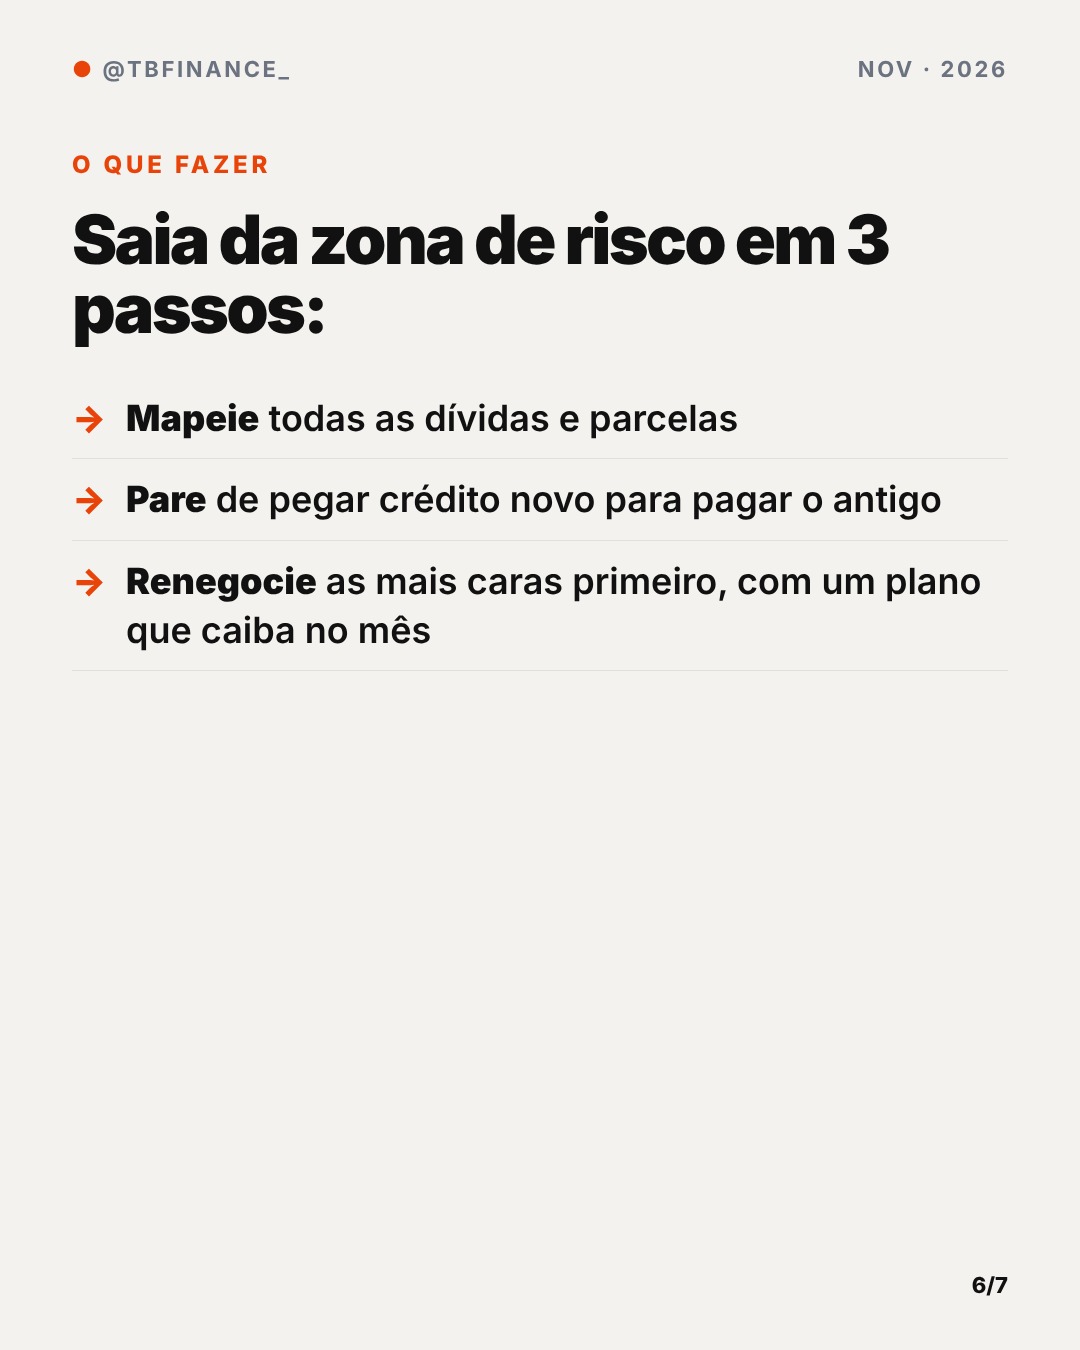 @TBFINANCE_
NOV · 2026
O QUE FAZER
Saia da zona de risco em 3
passos:
→ Mapeie todas as dívidas e parcelas
→ Pare de pegar crédito novo para pagar o antigo
→ Renegocie as mais caras primeiro, com um plano
que caiba no mês
6/7